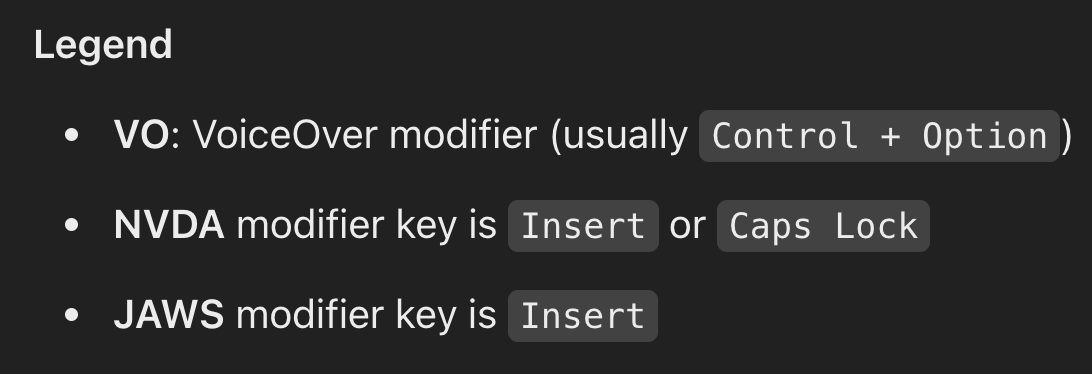 Legend
• VO: VoiceOver modifier (usually Control + Option)
• NVDA modifier key is Insert or Caps Lock
• JAWS modifier key is Insert